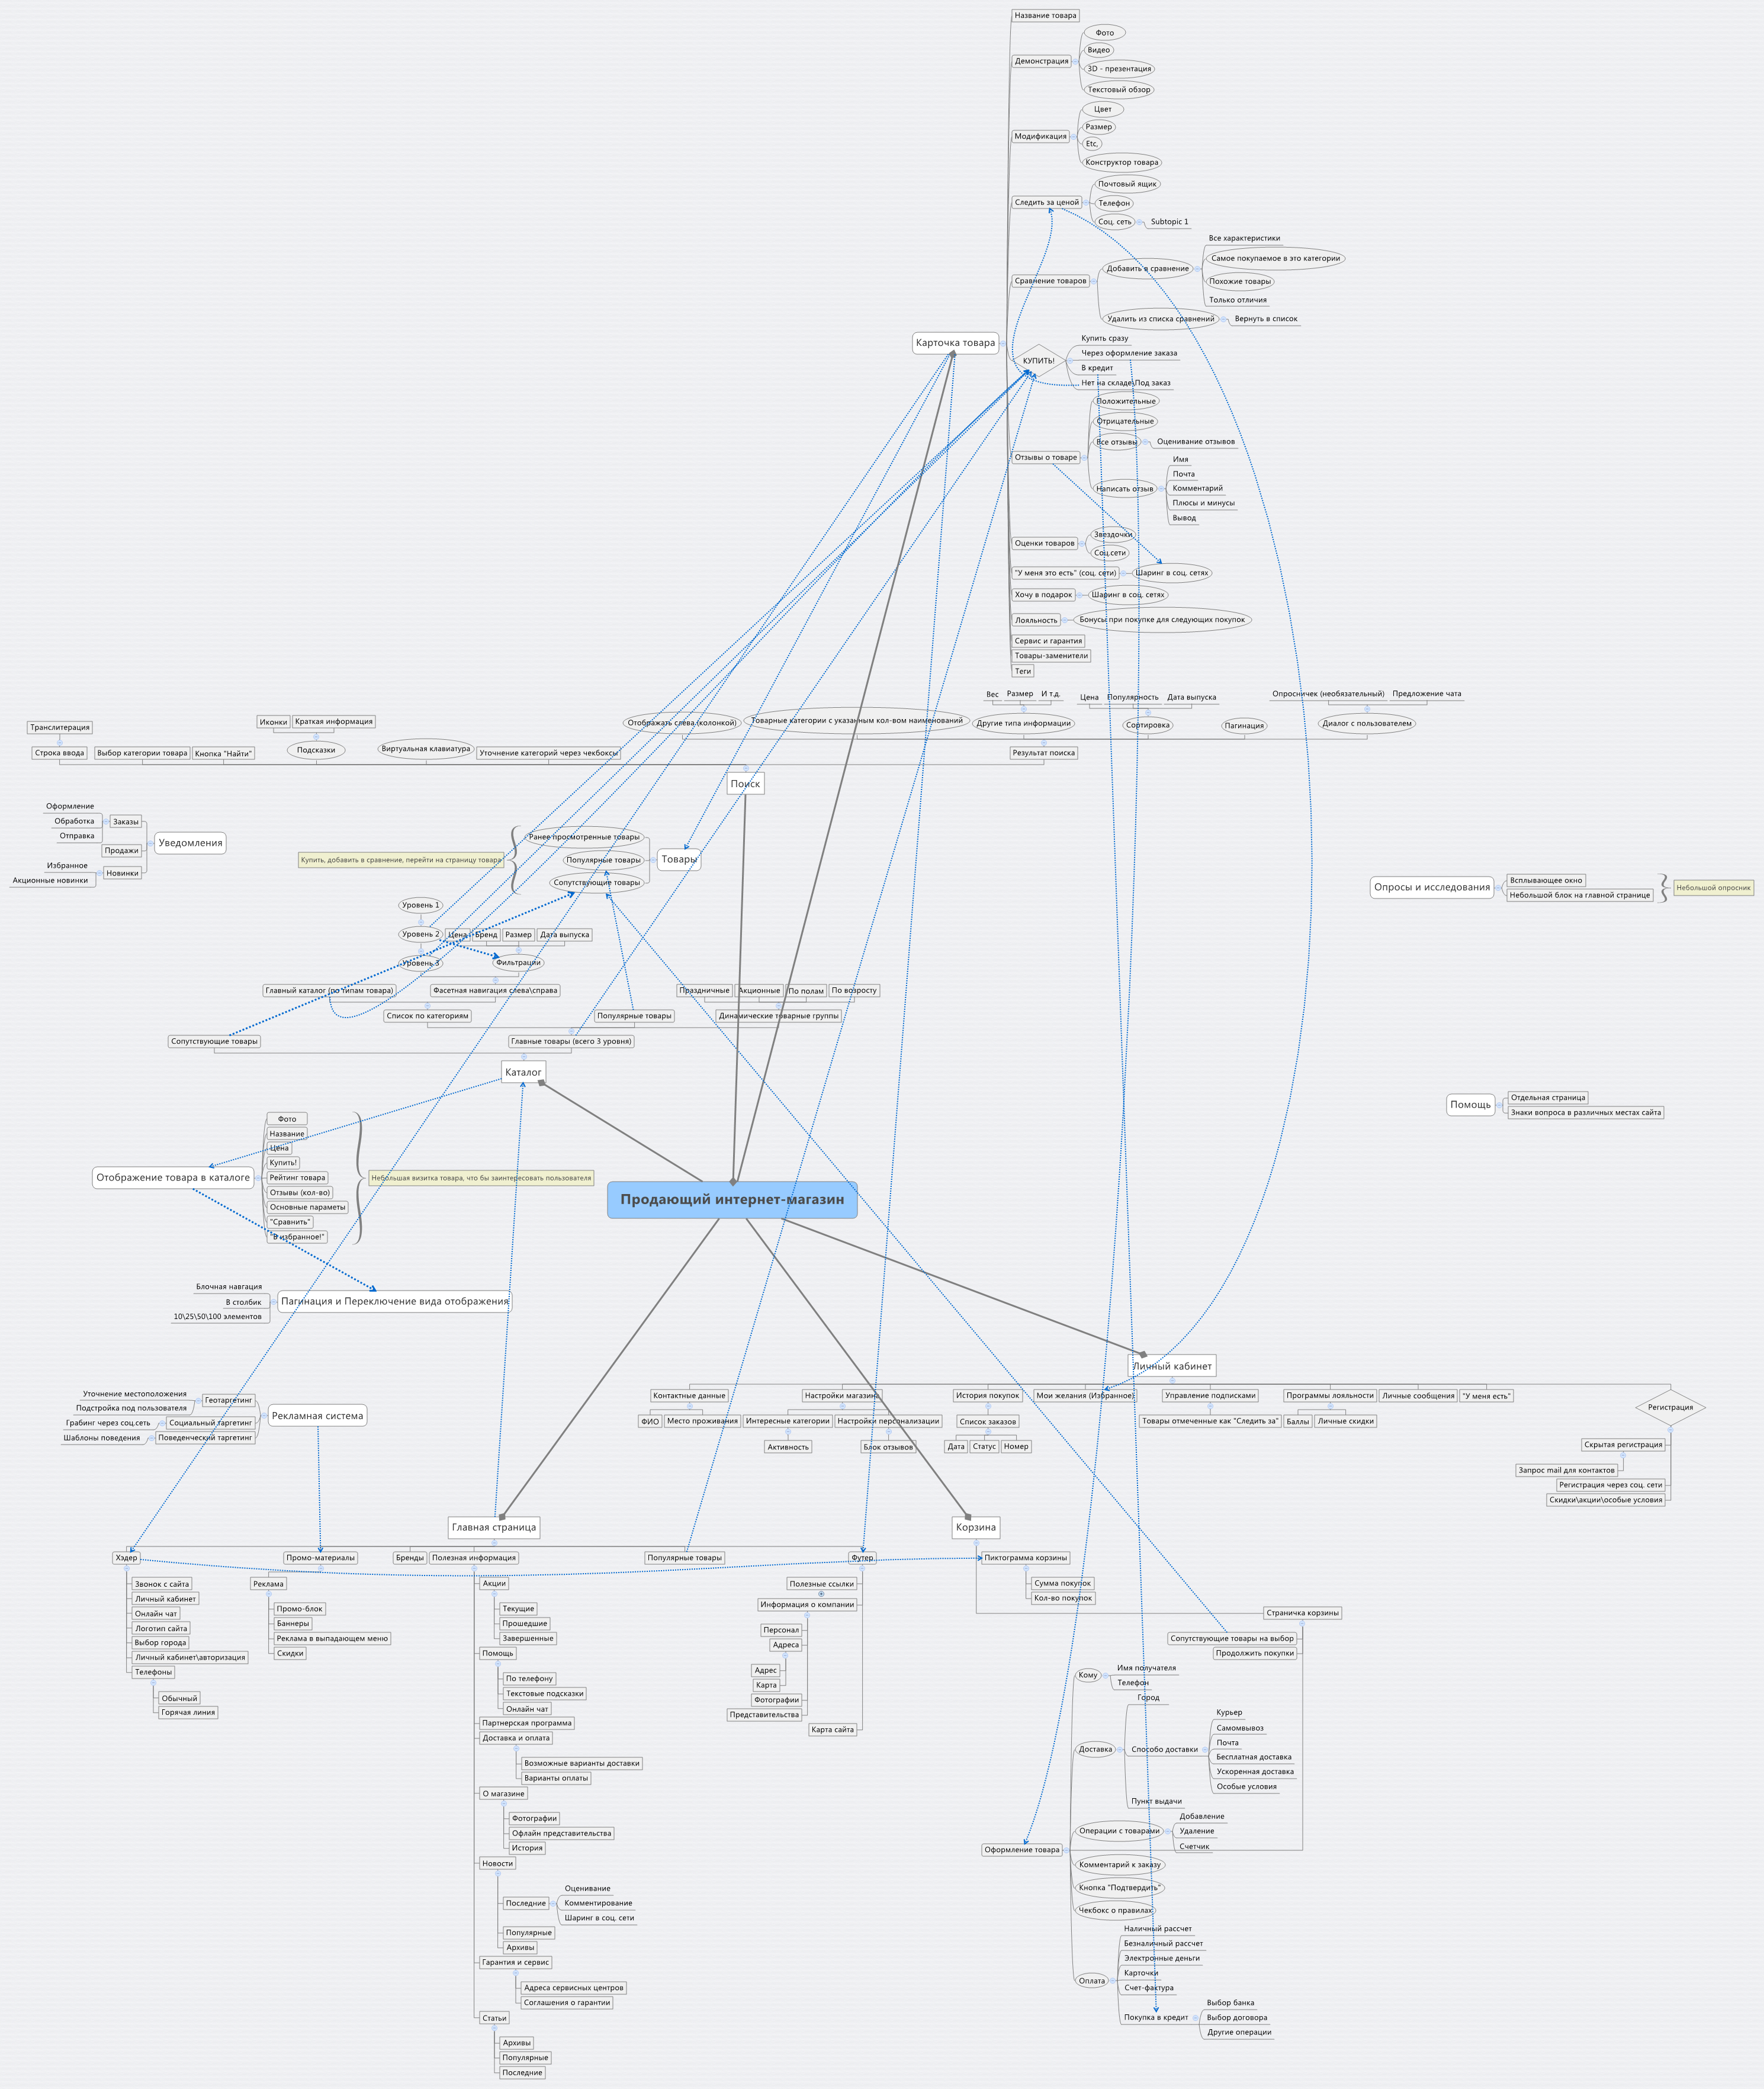 Название товара
Демонстрация
Фото
Видео
3D - презентация
Текстовый обзор
Модификация
Цвет
Размер
Etc,
Конструктор товара
Следить за ценой
Почтовый ящик
Телефон
Соц. сеть
Subtopic 1
Сравнение товаров
Добавить в сравнение
Все характеристики
Самое покупаемое в это категории
Похожие товары
Только отличия
Удалить из списка сравнений
Вернуть в список
Карточка товара
КУПИТЬ!
Купить сразу
Через оформление заказа
В кредит
Нет на складе\Под заказ
Отзывы о товаре
Положительные
Отрицательные
Все отзывы
Оценивание отзывов
Написать отзыв
Имя
Почта
Комментарий
Плюсы и минусы
Вывод
Оценки товаров
Звездочки
Соц.сети
"У меня это есть" (соц. сети)
Шаринг в соц. сетях
Хочу в подарок
Шаринг в соц. сетях
Лояльность
Бонусы при покупке для следующих покупок
Сервис и гарантия
Товары-заменители
Теги
Вес
Размер
И т.д.
Цена
Популярность
Дата выпуска
Опросничек (необязательный)
Предложение чата
Отображать слева (колонкой)
Товарные категории с указанным кол-вом наименований
Другие типа информации
Сортировка
Пагинация
Диалог с пользователем
Транслитерация
Иконки
Краткая информация
Строка ввода
Выбор категории товара
Кнопка "Найти"
Подсказки
Виртуальная клавиатура
Уточнение категорий через чекбоксы
Результат поиска
Поиск
Оформление
Обработка
Отправка
Заказы
Уведомления
Продажи
Избранное
Акционные новинки
Новинки
Купить, добавить в сравнение, перейти на страницу товара
Ранее просмотренные товары
Популярные товары
Сопутствующие товары
Товары
Опросы и исследования
Всплывающее окно
Небольшой блок на главной странице
Небольшой опросник
Уровень 1
Уровень 2
Уровень 3
Цена
Бренд
Размер
Дата выпуска
Фильтрации
Главный каталог (по типам товара)
Фасетная навигация слева\справа
Праздничные
Акционные
По полам
По возросту
Список по категориям
Популярные товары
Динамические товарные группы
Сопутствующие товары
Главные товары (всего 3 уровня)
Каталог
Помощь
Отдельная страница
Знаки вопроса в различных местах сайта
Отображение товара в каталоге
Фото
Название
Цена
Купить!
Рейтинг товара
Отзывы (кол-во)
Основные параметы
"Сравнить"
"В избранное!"
Небольшая визитка товара, что бы заинтересовать пользователя
Продающий интернет-магазин
Блочная навгация
В столбик
10\25\50\100 элементов
Пагинация и Переключение вида отображения
Личный кабинет
Контактные данные
Настройки магазина
История покупок
Мои желания (Избранное)
Управление подписками
Программы лояльности
Личные сообщения
"У меня есть"
Регистрация
ФИО
Место проживания
Интересные категории
Настройки персонализации
Список заказов
Товары отмеченные как "Следить за"
Баллы
Личные скидки
Активность
Блок отзывов
Дата
Статус
Номер
Скрытая регистрация
Запрос mail для контактов
Регистрация через соц. сети
Скидки\акции\особые условия
Уточнение местоположения
Подстройка под пользователя
Геотаргетинг
Грабинг через соц.сеть
Социальный таргетинг
Шаблоны поведения
Поведенческий таргетинг
Рекламная система
Главная страница
Корзина
Хэдер
Промо-материалы
Бренды
Полезная информация
Популярные товары
Футер
Пиктограмма корзины
Звонок с сайта
Личный кабинет
Онлайн чат
Логотип сайта
Выбор города
Личный кабинет\авторизация
Телефоны
Обычный
Горячая линия
Реклама
Промо-блок
Баннеры
Реклама в выпадающем меню
Скидки
Акции
Текущие
Прошедшие
Завершенные
Помощь
По телефону
Текстовые подсказки
Онлайн чат
Партнерская программа
Доставка и оплата
Возможные варианты доставки
Варианты оплаты
О магазине
Фотографии
Офлайн представительства
История
Новости
Последние
Оценивание
Комментирование
Шаринг в соц. сети
Популярные
Архивы
Гарантия и сервис
Адреса сервисных центров
Соглашения о гарантии
Статьи
Архивы
Популярные
Последние
Полезные ссылки
Информация о компании
Персонал
Адреса
Адрес
Карта
Фотографии
Представительства
Карта сайта
Сумма покупок
Кол-во покупок
Страничка корзины
Сопутствующие товары на выбор
Продолжить покупки
Оформление товара
Кому
Имя получателя
Телефон
Доставка
Город
Способо доставки
Курьер
Самомвывоз
Почта
Бесплатная доставка
Ускоренная доставка
Особые условия
Пункт выдачи
Операции с товарами
Добавление
Удаление
Счетчик
Комментарий к заказу
Кнопка "Подтвердить"
Чекбокс о правилах
Оплата
Наличный рассчет
Безналичный рассчет
Электронные деньги
Карточки
Счет-фактура
Покупка в кредит
Выбор банка
Выбор договора
Другие операции